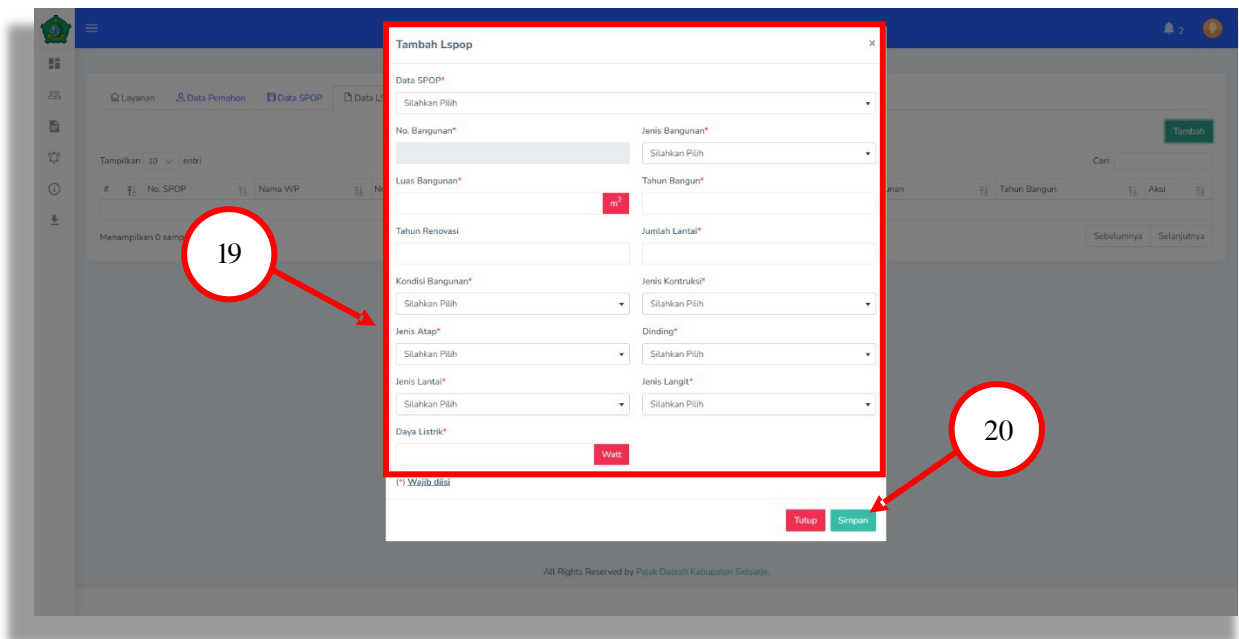 2
Tambah Lspop ×
Data SPOP*
Layanan Data Pemohon Data SPOP Data LS
Silahkan Pilih
No. Bangunan* Jenis Bangunan*
Tambah
Silahkan Pilih
Tampilkan 10 entri Cari:
Luas Bangunan* Tahun Bangun*
# No. SPOP Nama WP unan Tahun Bangun Aksi
m²
Tahun Renovasi Jumlah Lantai*
Menampilkan 0 Sebelumnya Selanjutnya
19
Kondisi Bangunan* Jenis Kontruksi*
Silahkan Pilih Silahkan Pilih
Jenis Atap* Dinding*
Silahkan Pilih Silahkan Pilih
Jenis Lantai* Jenis Langit*
Silahkan Pilih Silahkan Pilih
20
Daya Listrik*
Watt
(*) Wajib diisi
Tutup Simpan
All Rights Reserved by Pajak Daerah Kabupaten Sidoarjo.